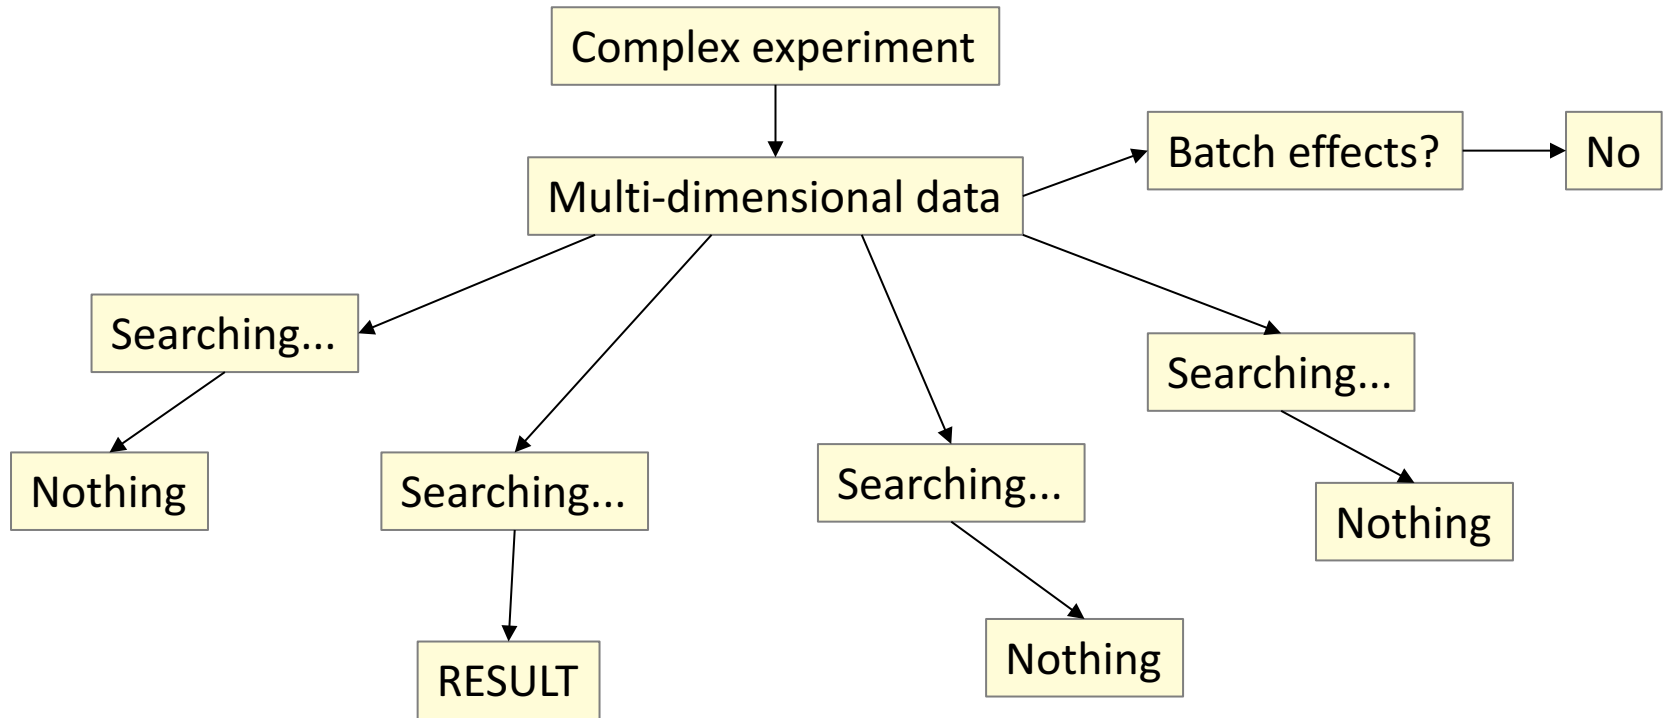 Complex experiment
Batch effects?
No
Multi-dimensional data
Searching...
Searching...
Searching...
Searching...
Nothing
Nothing
Nothing
RESULT